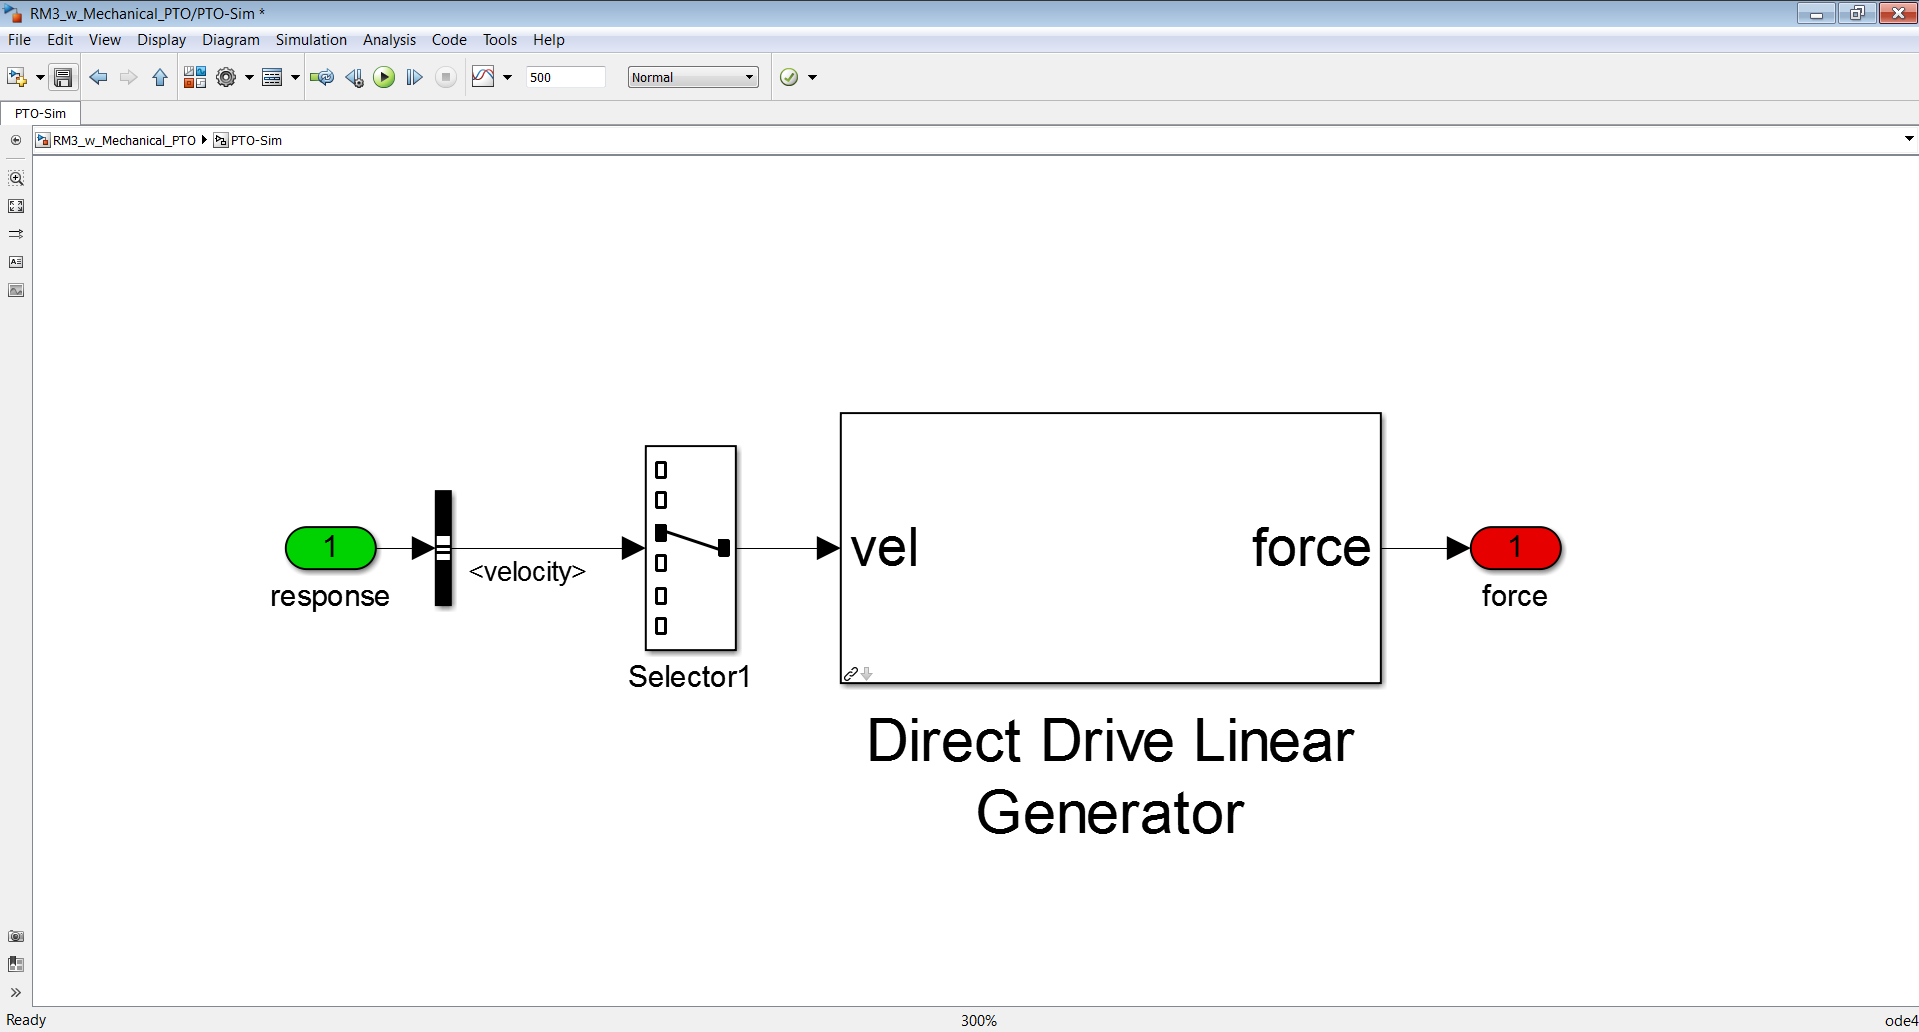 RM3_w_Mechanical_PTO/PTO-Sim *
File Edit View Display Diagram Simulation Analysis Code Tools Help
500 Normal
PTO-Sim
RM3_w_Mechanical_PTO PTO-Sim
1
response
<velocity>
Selector1
vel
force
Direct Drive Linear
Generator
1
force
Ready 300% ode4